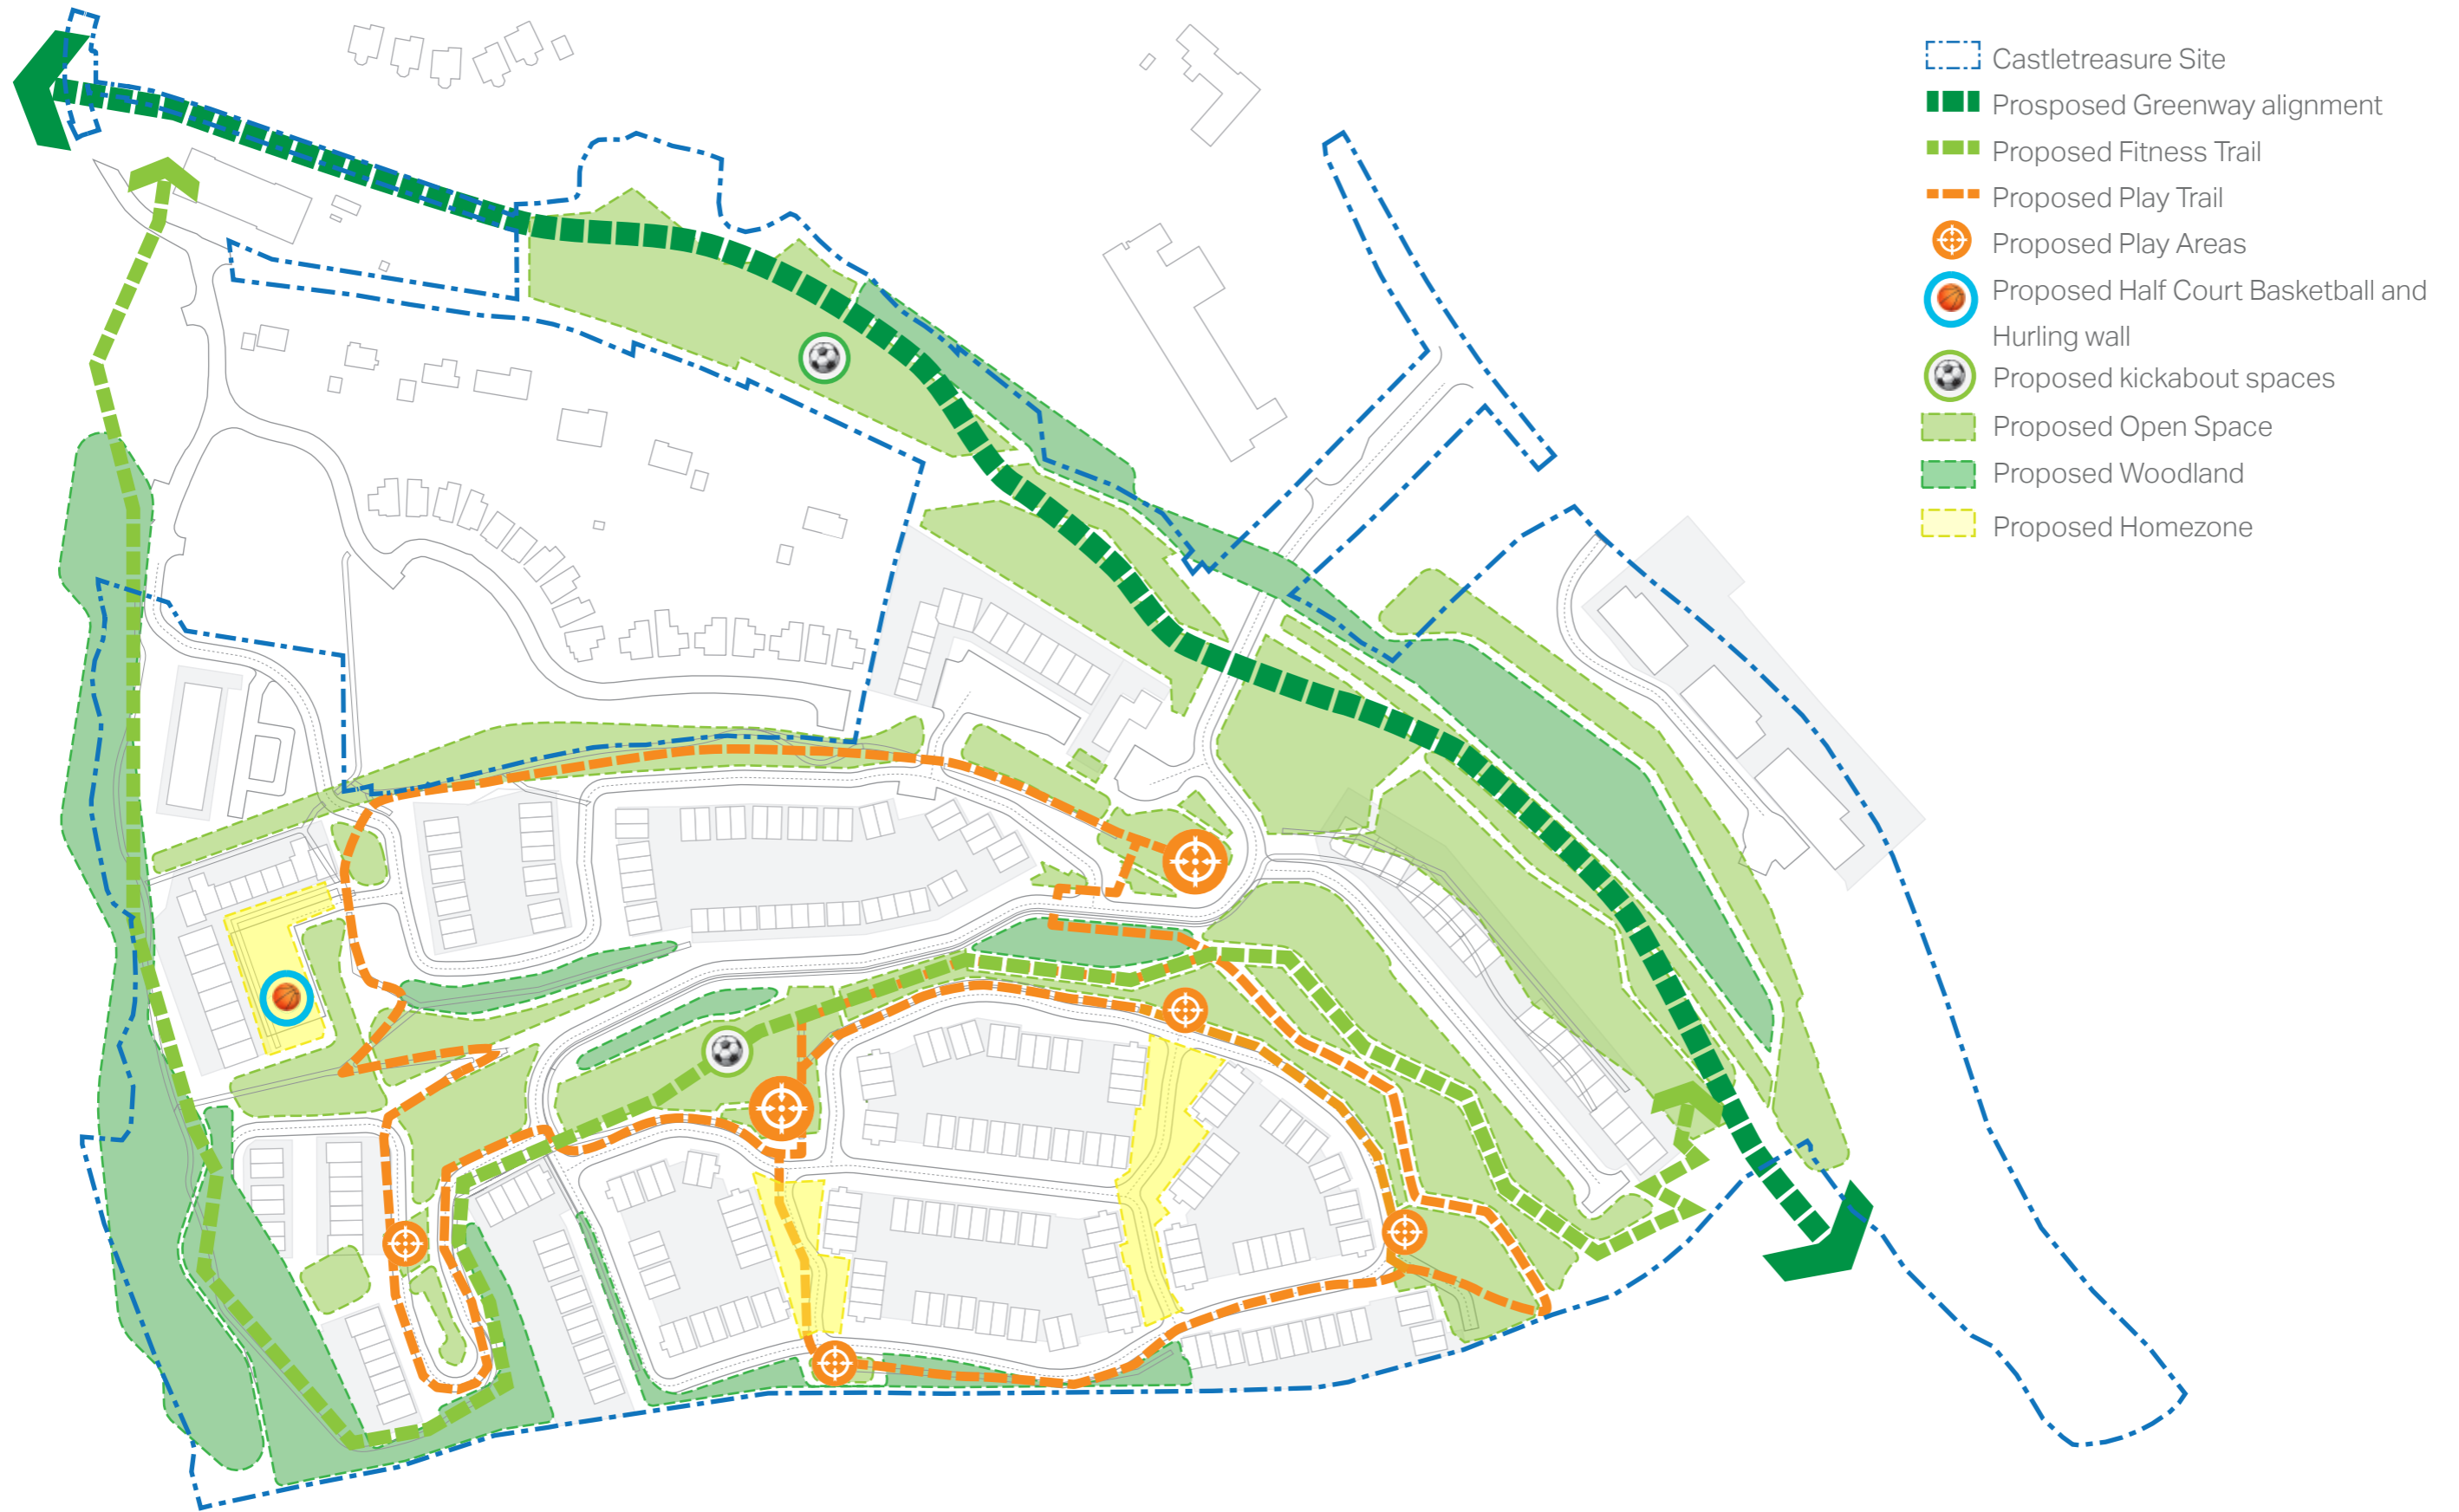 Castletreasure Site
Prosposed Greenway alignment
Proposed Fitness Trail
Proposed Play Trail
Proposed Play Areas
Proposed Half Court Basketball and
Hurling wall
Proposed kickabout spaces
Proposed Open Space
Proposed Woodland
Proposed Homezone